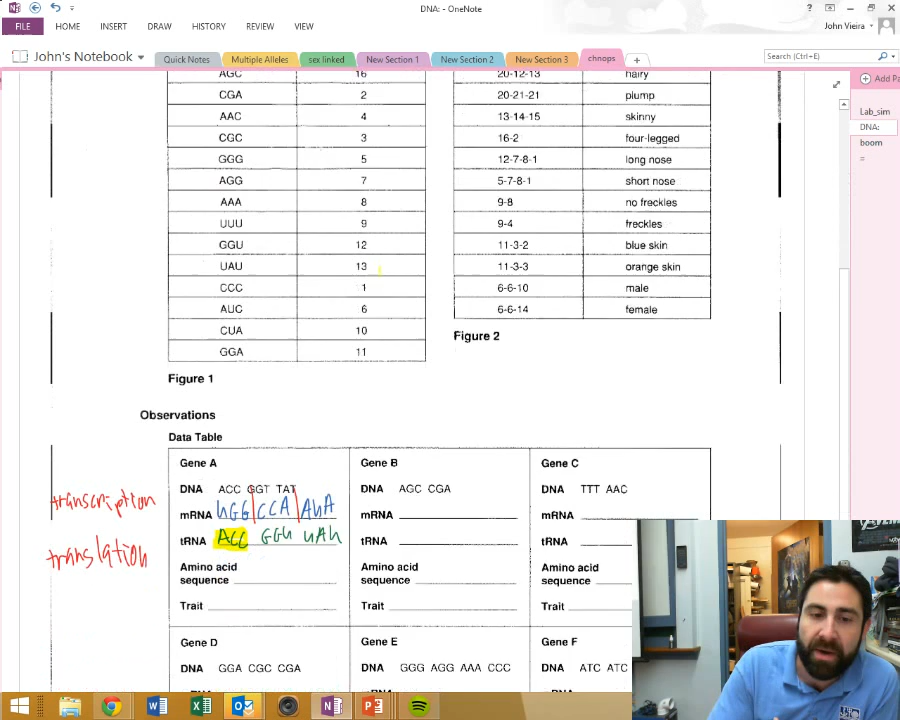 DNA: - OneNote
FILE HOME INSERT DRAW HISTORY REVIEW VIEW
John Vieira
John's Notebook
Quick Notes
Multiple Alleles
sex linked
New Section 1
New Section 2
New Section 3
chnops
Search (Ctrl+E)
Add Pa
Lab_sim
DNA:
boom
=
AGC 16
CGA 2
AAC 4
CGC 3
GGG 5
AGG 7
AAA 8
UUU 9
GGU 12
UAU 13
CCC 1
AUC 6
CUA 10
GGA 11
Figure 1
20-12-13 hairy
20-21-21 plump
13-14-15 skinny
16-2 four-legged
12-7-8-1 long nose
5-7-8-1 short nose
9-8 no freckles
9-4 freckles
11-3-2 blue skin
11-3-3 orange skin
6-6-10 male
6-6-14 female
Figure 2
Observations
Data Table
transcription
translation
Gene A
DNA ACC GGT TAT
mRNA UGG CCA AUA
tRNA ACC GGU UAU
Amino acid
sequence
Trait
Gene B
DNA AGC CGA
mRNA
tRNA
Amino acid
sequence
Trait
Gene C
DNA TTT AAC
mRNA
tRNA
Amino acid
sequence
Trait
Gene D
DNA GGA CGC CGA
Gene E
DNA GGG AGG AAA CCC
Gene F
DNA ATC ATC